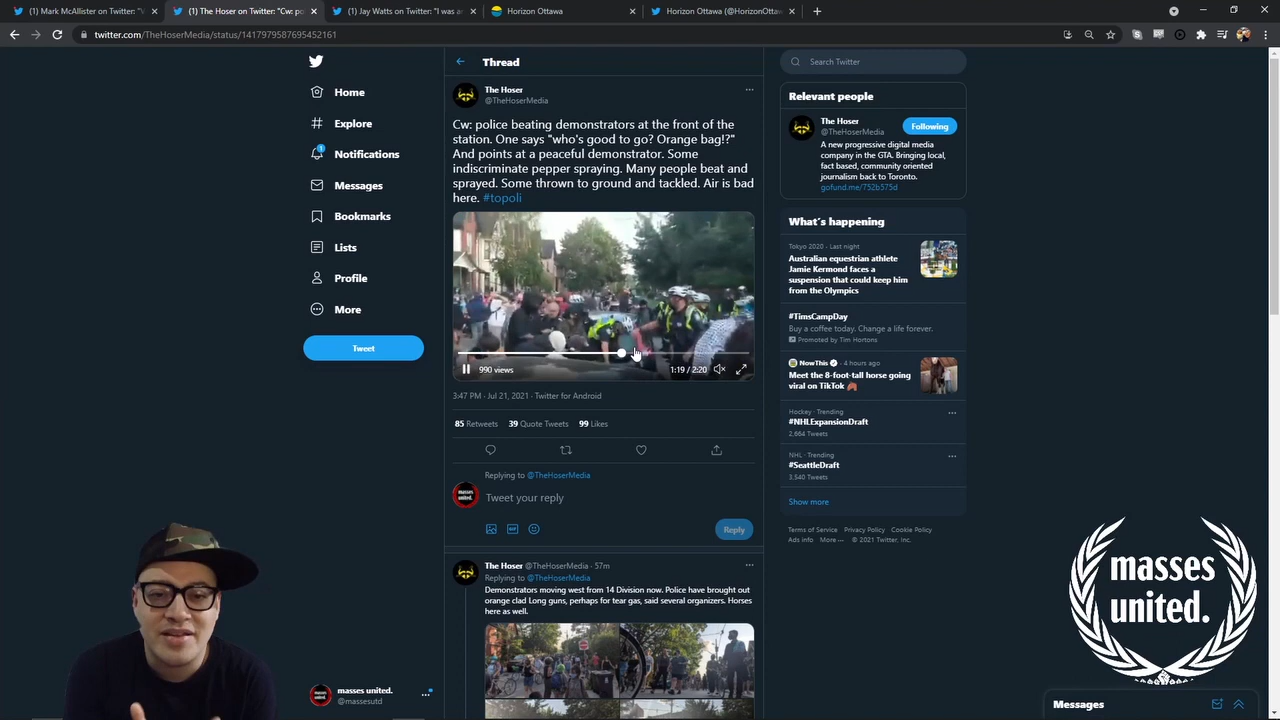 (1) Mark McAllister on Twitter: "V
(1) The Hoser on Twitter: "Cw: po
(1) Jay Watts on Twitter: "I was ar
Horizon Ottawa
Horizon Ottawa (@HorizonOttaw
twitter.com/TheHoserMedia/status/1417979587695452161
Home
Explore
1
Notifications
Messages
Bookmarks
Lists
Profile
More
Tweet
masses united.
@massesutd
Thread
The Hoser
@TheHoserMedia
Cw: police beating demonstrators at the front of the
station. One says "who's good to go? Orange bag!?"
And points at a peaceful demonstrator. Some
indiscriminate pepper spraying. Many people beat and
sprayed. Some thrown to ground and tackled. Air is bad
here. #topoli
990 views
1:19 / 2:20
3:47 PM · Jul 21, 2021 · Twitter for Android
85 Retweets 39 Quote Tweets 99 Likes
Replying to @TheHoserMedia
masses
united.
Tweet your reply
GIF
Reply
The Hoser @TheHoserMedia · 57m
Replying to @TheHoserMedia
Demonstrators moving west from 14 Division now. Police have brought out
orange clad Long guns, perhaps for tear gas, said several organizers. Horses
here as well.
Search Twitter
Relevant people
The Hoser
@TheHoserMedia
Following
A new progressive digital media
company in the GTA. Bringing local,
fact based, community oriented
journalism back to Toronto.
gofund.me/752b575d
What's happening
Tokyo 2020 · Last night
Australian equestrian athlete
Jamie Kermond faces a
suspension that could keep him
from the Olympics
#TimsCampDay
Buy a coffee today. Change a life forever.
Promoted by Tim Hortons
NowThis · 4 hours ago
Meet the 8-foot-tall horse going
viral on TikTok
Hockey · Trending
#NHLExpansionDraft
2,664 Tweets
NHL · Trending
#SeattleDraft
3,540 Tweets
Show more
Terms of Service Privacy Policy Cookie Policy
Ads info More ··· © 2021 Twitter, Inc.
masses
united.
Messages